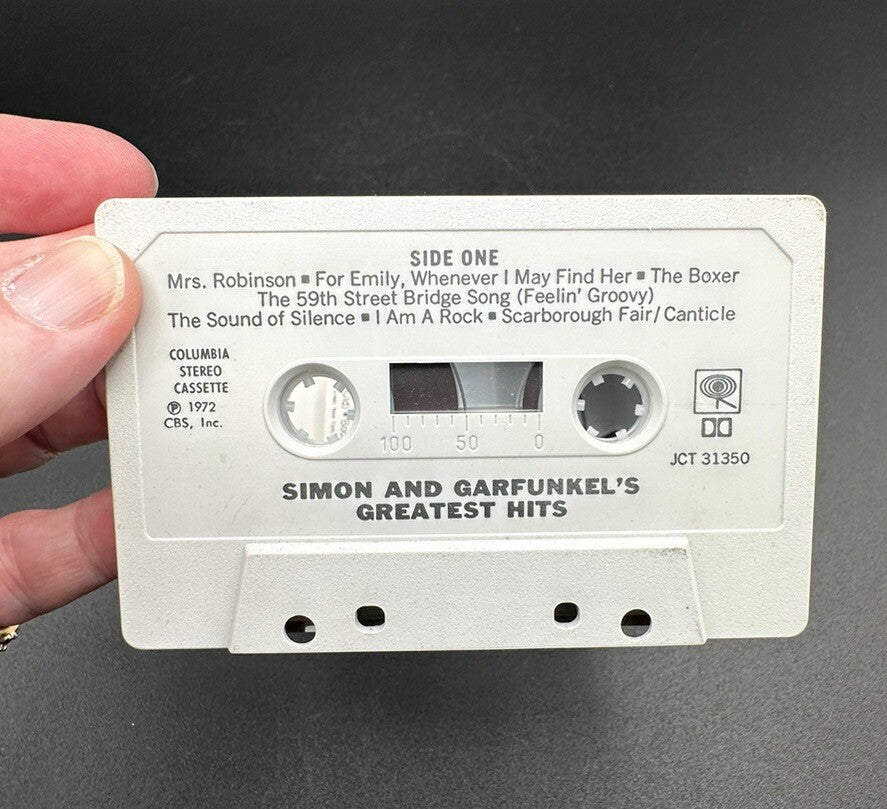 SIDE ONE
Mrs. Robinson ▪ For Emily, Whenever I May Find Her ▪ The Boxer
The 59th Street Bridge Song (Feelin' Groovy)
The Sound of Silence ▪ I Am A Rock ▪ Scarborough Fair/Canticle
COLUMBIA
STEREO
CASSETTE
℗ 1972
CBS, Inc.
100 50 0
JCT 31350
SIMON AND GARFUNKEL'S
GREATEST HITS